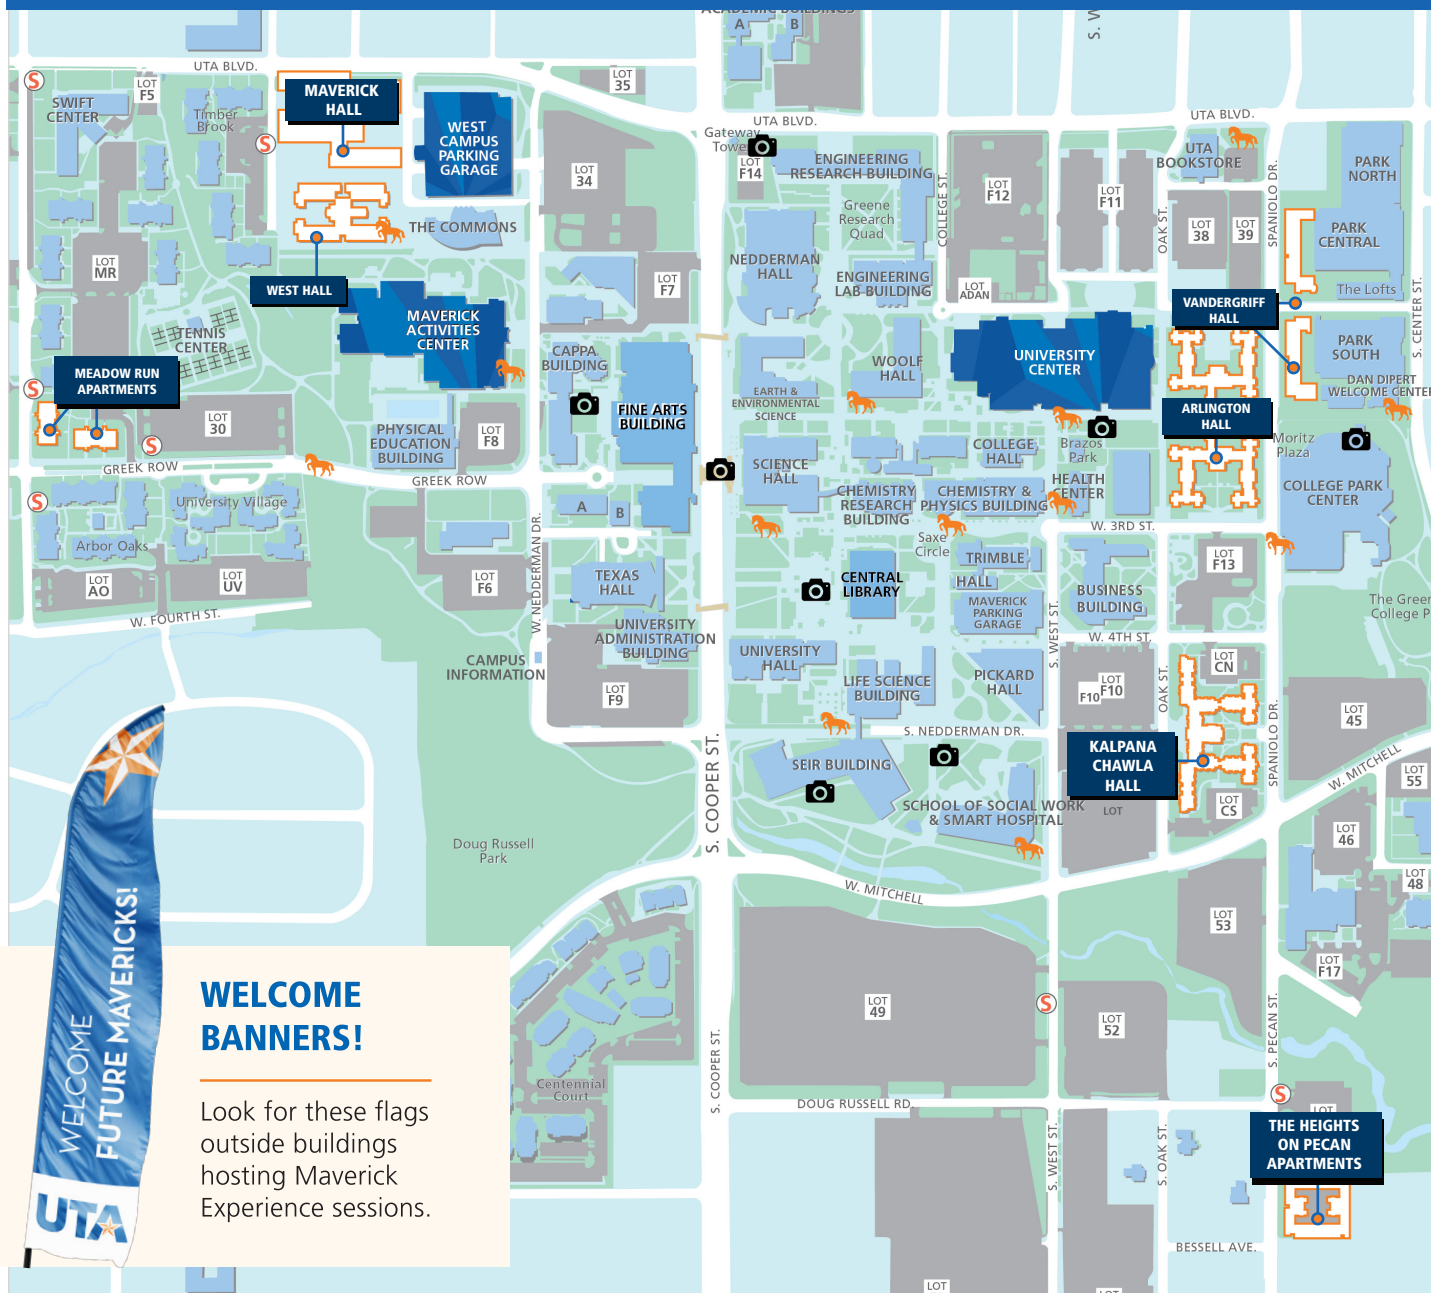 ACADEMIC BUILDINGS
A
B
UTA BLVD.
SWIFT
CENTER
LOT
F5
Timber
Brook
MAVERICK
HALL
WEST
CAMPUS
PARKING
GARAGE
LOT
35
LOT
34
UTA BLVD.
Gateway
LOT
F14
ENGINEERING
RESEARCH BUILDING
COLLEGE ST.
LOT
F12
LOT
F11
UTA BLVD.
UTA
BOOKSTORE
OAK ST.
LOT
38
LOT
39
SPANIOLO DR.
PARK
NORTH
PARK
CENTRAL
The Lofts
S. CENTER ST.
THE COMMONS
Greene
Research
Quad
NEDDERMAN
HALL
ENGINEERING
LAB BUILDING
LOT
ADAN
LOT
MR
WEST HALL
LOT
F7
VANDERGRIFF
HALL
TENNIS
CENTER
MAVERICK
ACTIVITIES
CENTER
CAPPA
BUILDING
WOOLF
HALL
UNIVERSITY
CENTER
PARK
SOUTH
DAN DIPERT
WELCOME CENTER
MEADOW RUN
APARTMENTS
EARTH &
ENVIRONMENTAL
SCIENCE
FINE ARTS
BUILDING
ARLINGTON
HALL
LOT
30
PHYSICAL
EDUCATION
BUILDING
LOT
F8
COLLEGE
HALL
Brazos
Park
Moritz
Plaza
GREEK ROW
GREEK ROW
SCIENCE
HALL
CHEMISTRY
RESEARCH
BUILDING
CHEMISTRY &
PHYSICS BUILDING
HEALTH
CENTER
COLLEGE PARK
CENTER
University Village
A
B
W. 3RD ST.
Arbor Oaks
Saxe
Circle
TRIMBLE
HALL
LOT
F13
LOT
AO
LOT
UV
LOT
F6
W. NEDDERMAN DR.
TEXAS
HALL
CENTRAL
LIBRARY
MAVERICK
PARKING
GARAGE
BUSINESS
BUILDING
The Green
College P
W. FOURTH ST.
UNIVERSITY
ADMINISTRATION
BUILDING
S. WEST ST.
W. 4TH ST.
CAMPUS
INFORMATION
UNIVERSITY
HALL
LIFE SCIENCE
BUILDING
PICKARD
HALL
LOT
F9
F10
LOT
F10
OAK ST.
LOT
CN
SPANIOLO DR.
LOT
45
S. NEDDERMAN DR.
S. COOPER ST.
SEIR BUILDING
KALPANA
CHAWLA
HALL
W. MITCHELL
LOT
55
SCHOOL OF SOCIAL WORK
& SMART HOSPITAL
LOT
LOT
CS
LOT
46
Doug Russell
Park
W. MITCHELL
LOT
48
LOT
53
LOT
F17
LOT
49
LOT
52
S. PECAN ST.
S. COOPER ST.
Centennial
Court
DOUG RUSSELL RD.
S. WEST ST.
S. OAK ST.
LOT
THE HEIGHTS
ON PECAN
APARTMENTS
BESSELL AVE.
LOT
LOT
S
S
S
S
S
S
S
WELCOME
FUTURE MAVERICKS!
UTA
WELCOME
BANNERS!
Look for these flags
outside buildings
hosting Maverick
Experience sessions.